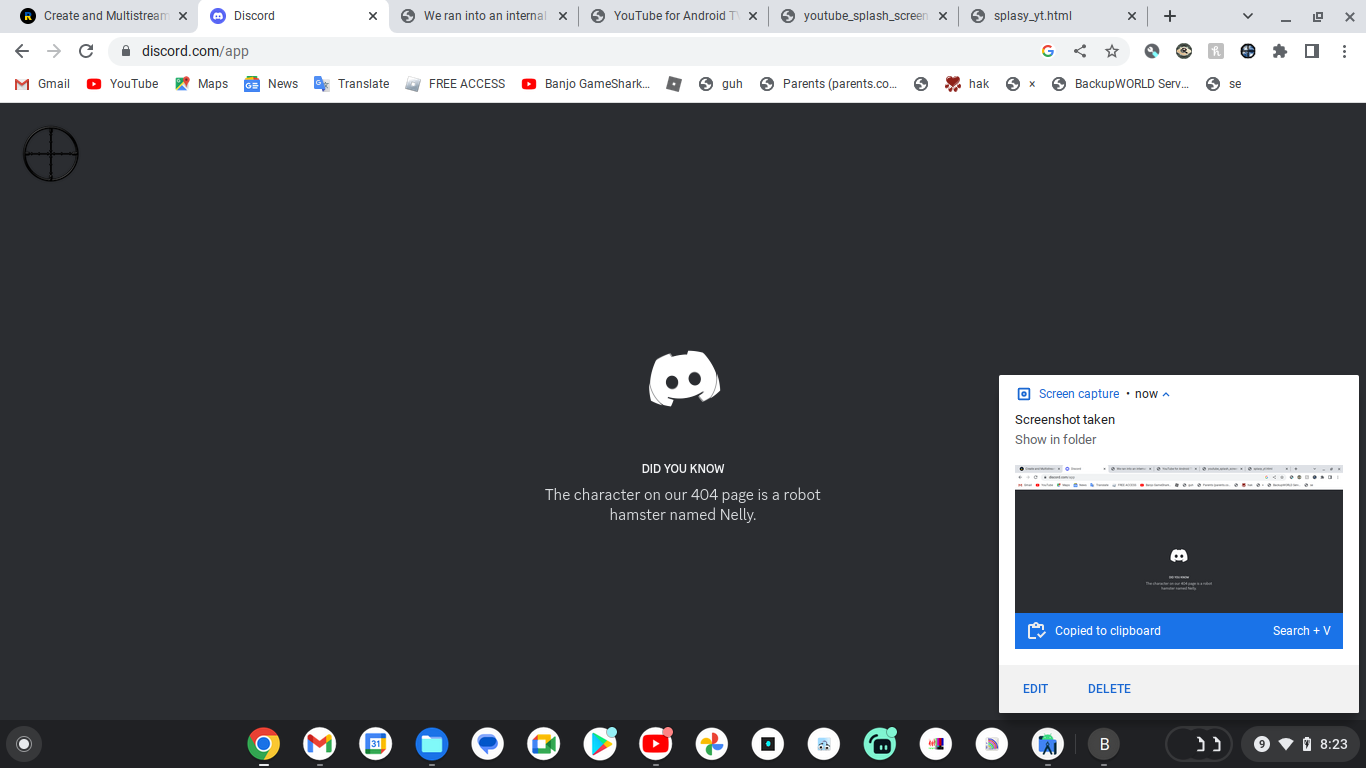 Create and Multistream
Discord
We ran into an internal
YouTube for Android TV
youtube_splash_screen
splasy_yt.html
discord.com/app
Gmail
YouTube
Maps
News
Translate
FREE ACCESS
Banjo GameShark...
guh
Parents (parents.co...
hak
×
BackupWORLD Serv...
se
DID YOU KNOW
The character on our 404 page is a robot
hamster named Nelly.
Screen capture • now
Screenshot taken
Show in folder
Copied to clipboard
Search + V
EDIT
DELETE
31
B
9
8:23